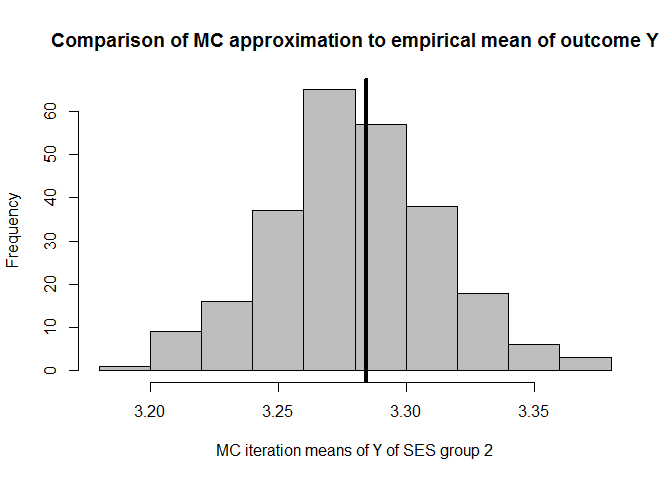 Comparison of MC approximation to empirical mean of outcome Y
Frequency
60
50
40
30
20
10
0
3.20 3.25 3.30 3.35
MC iteration means of Y of SES group 2